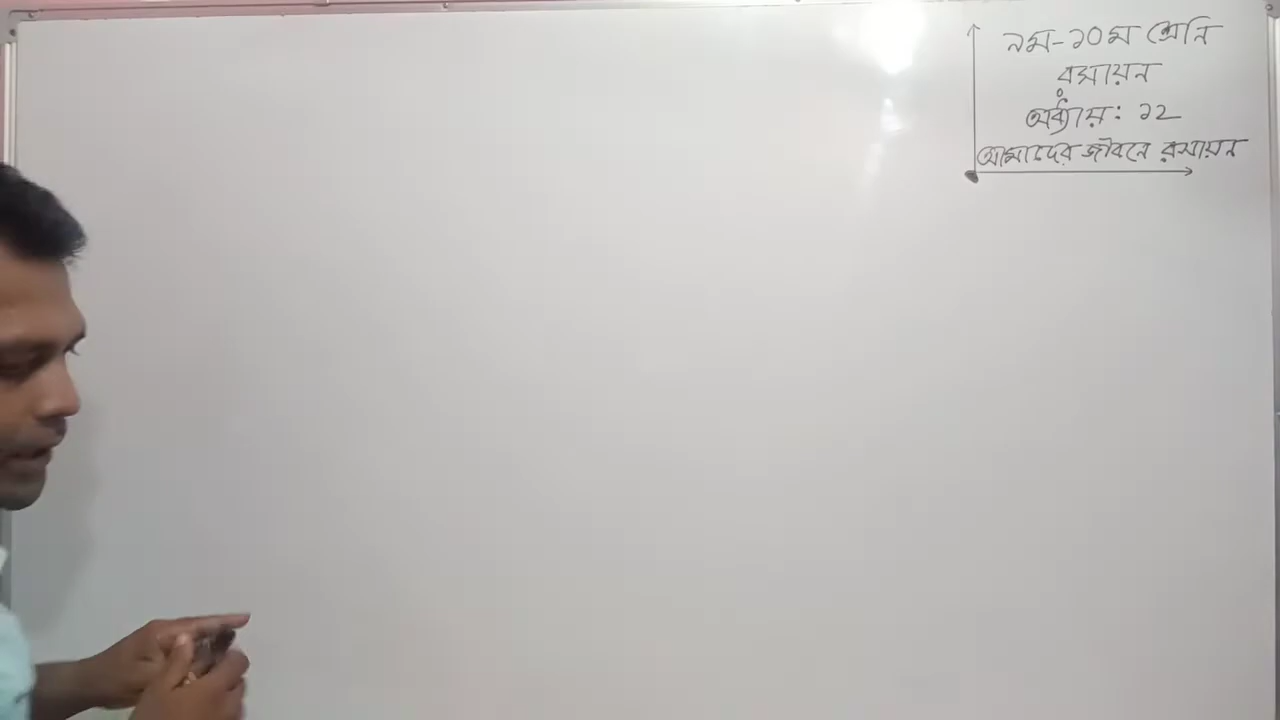 ৯ম-১০ম শ্রেনি
রসায়ন
অধ্যায়: ১২
আমাদের জীবনে রসায়ন